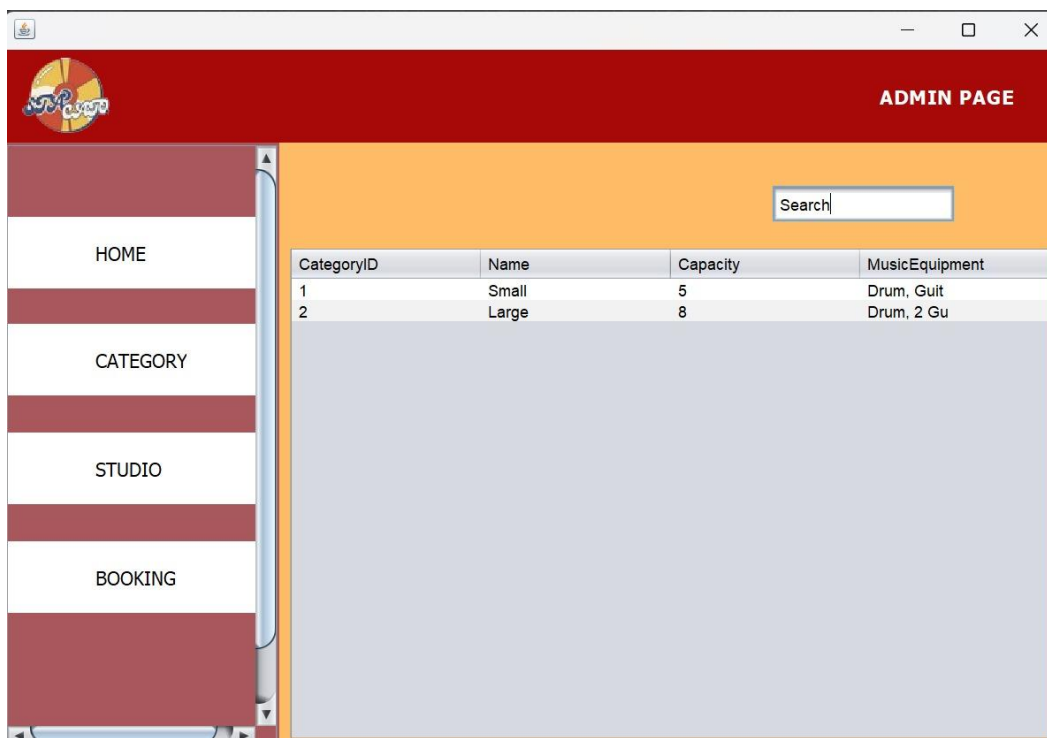 ADMIN PAGE
Search
HOME
CATEGORY
STUDIO
BOOKING
CategoryID Name Capacity MusicEquipment
1 Small 5 Drum, Guit
2 Large 8 Drum, 2 Gu